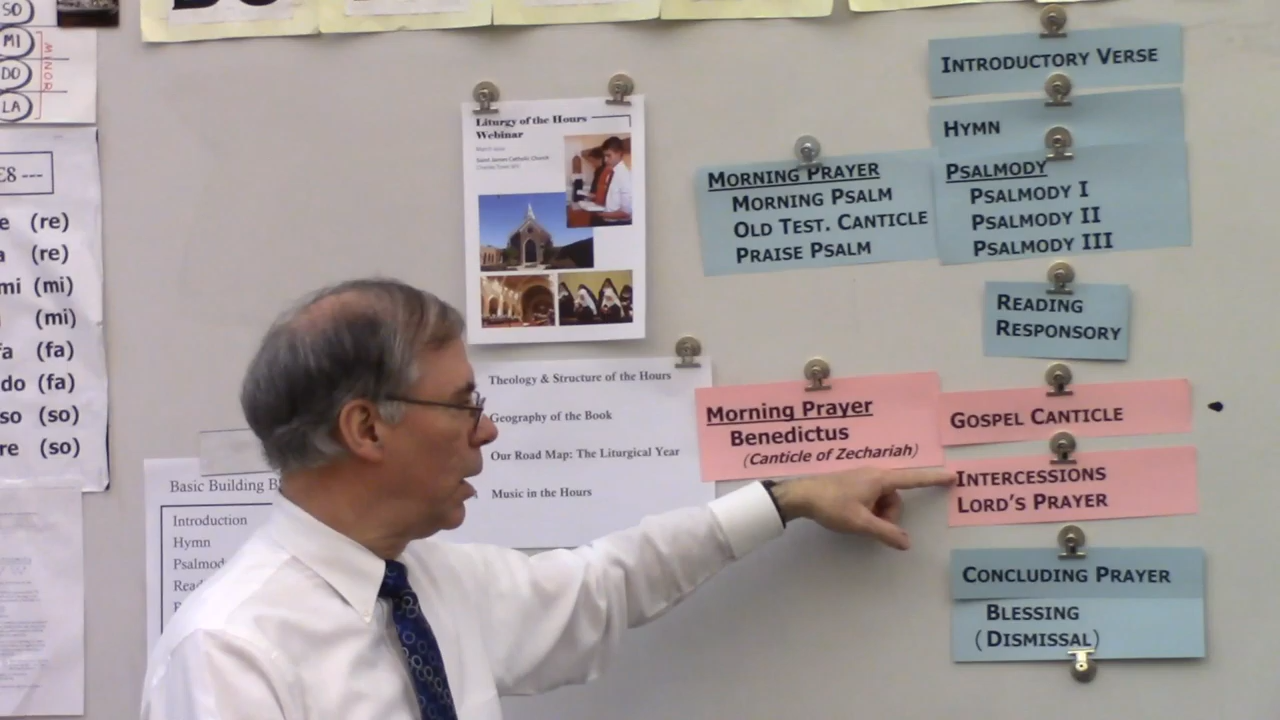 SO
MI
DO
LA
MINOR
E8 ---
e (re)
a (re)
mi (mi)
(mi)
fa (fa)
do (fa)
so (so)
re (so)
Liturgy of the Hours
Webinar
Saint James Catholic Church
Theology & Structure of the Hours
Geography of the Book
Our Road Map: The Liturgical Year
Music in the Hours
Basic Building
Introduction
Hymn
Psalmod
Read
MORNING PRAYER
MORNING PSALM
OLD TEST. CANTICLE
PRAISE PSALM
Morning Prayer
Benedictus
(Canticle of Zechariah)
INTRODUCTORY VERSE
HYMN
PSALMODY
PSALMODY I
PSALMODY II
PSALMODY III
READING
RESPONSORY
GOSPEL CANTICLE
INTERCESSIONS
LORD'S PRAYER
CONCLUDING PRAYER
BLESSING
(DISMISSAL)